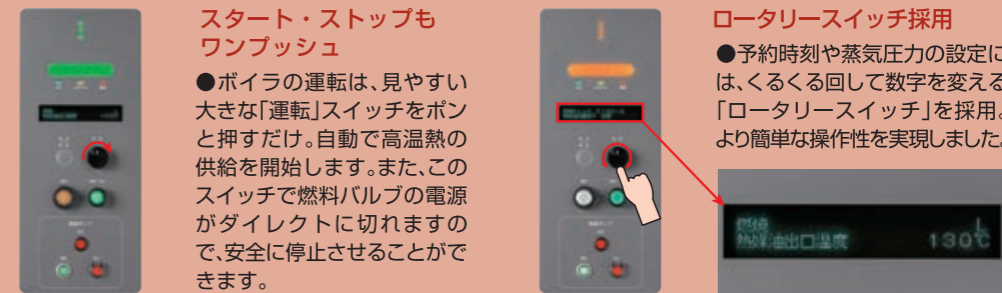 スタート・ストップも
ワンプッシュ
●ボイラの運転は、見やすい
大きな「運転」スイッチをポン
と押すだけ。自動で高温熱の
供給を開始します。また、この
スイッチで燃料バルブの電源
がダイレクトに切れますの
で、安全に停止させることがで
きます。
ロータリースイッチ採用
●予約時刻や蒸気圧力の設定に
は、くるくる回して数字を変える
「ロータリースイッチ」を採用。
より簡単な操作性を実現しました。
燃焼 L
熱媒油出口温度 130℃